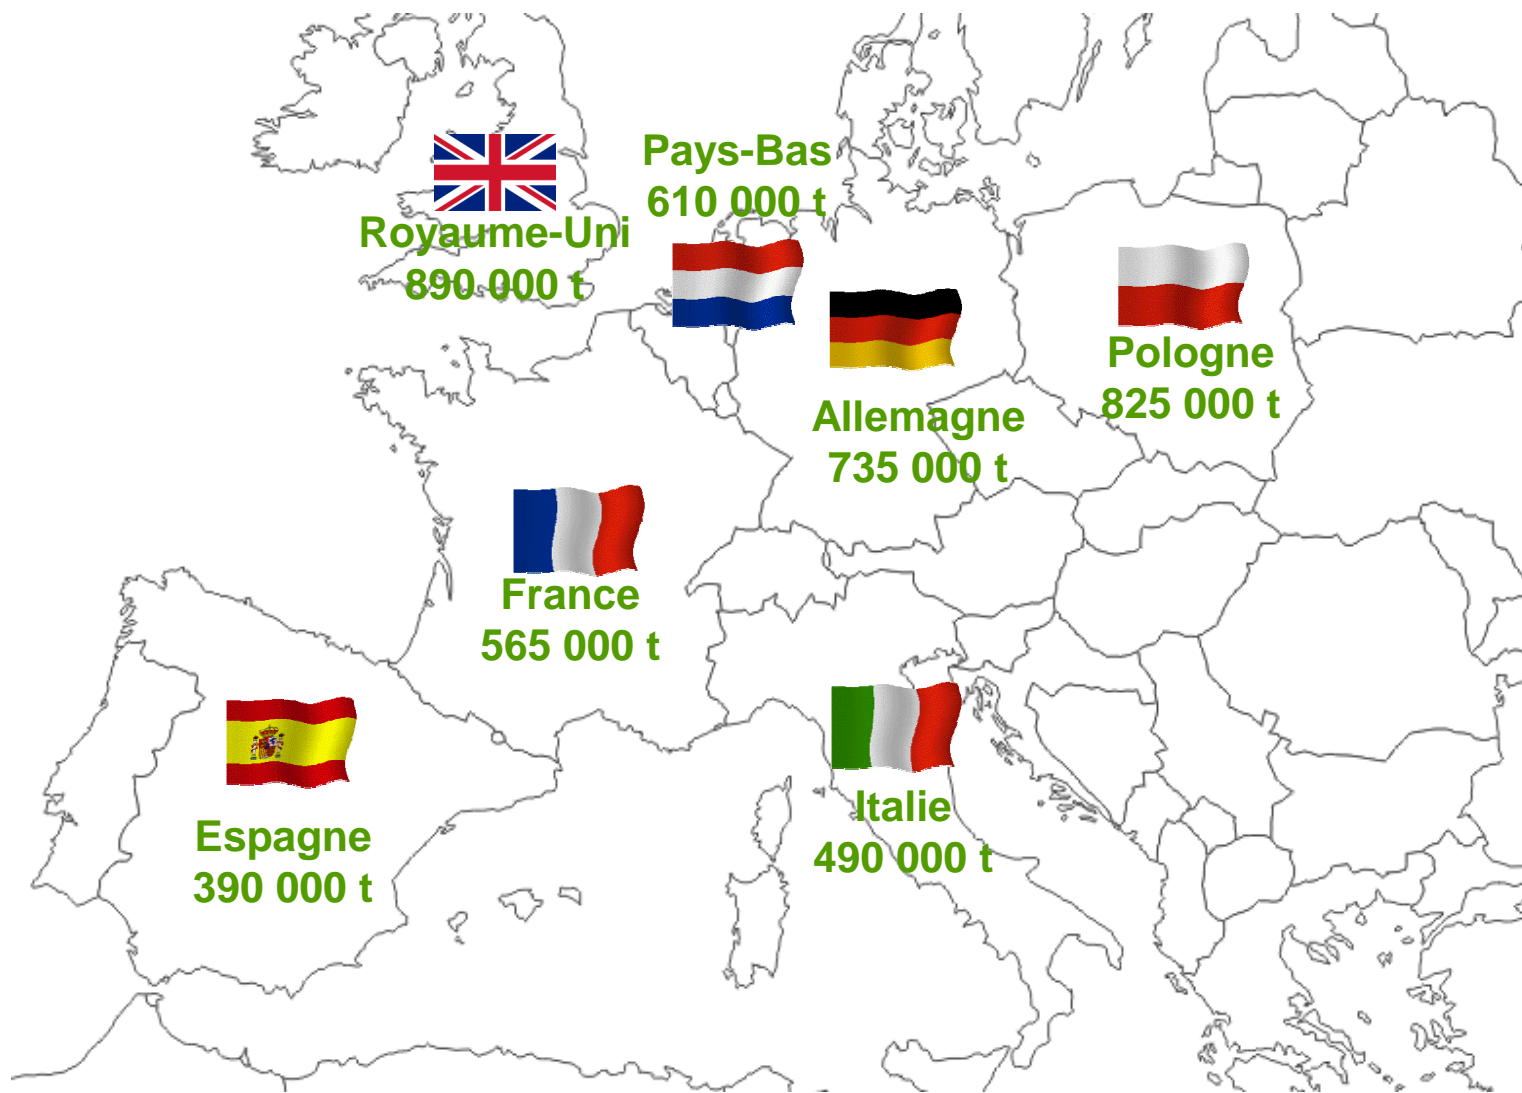 Pays-Bas
610 000 t
Royaume-Uni
890 000 t
Pologne
825 000 t
Allemagne
735 000 t
France
565 000 t
Italie
490 000 t
Espagne
390 000 t